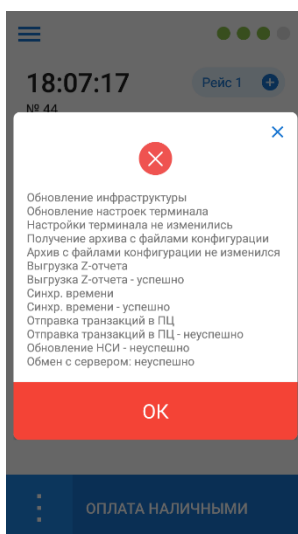 18:07:17
Рейс 1
№ 44
Обновление инфраструктуры
Обновление настроек терминала
Настройки терминала не изменились
Получение архива с файлами конфигурации
Архив с файлами конфигурации не изменился
Выгрузка Z-отчета
Выгрузка Z-отчета - успешно
Синхр. времени
Синхр. времени - успешно
Отправка транзакций в ПЦ
Отправка транзакций в ПЦ - неуспешно
Обновление НСИ - неуспешно
Обмен с сервером: неуспешно
ОК
ОПЛАТА НАЛИЧНЫМИ